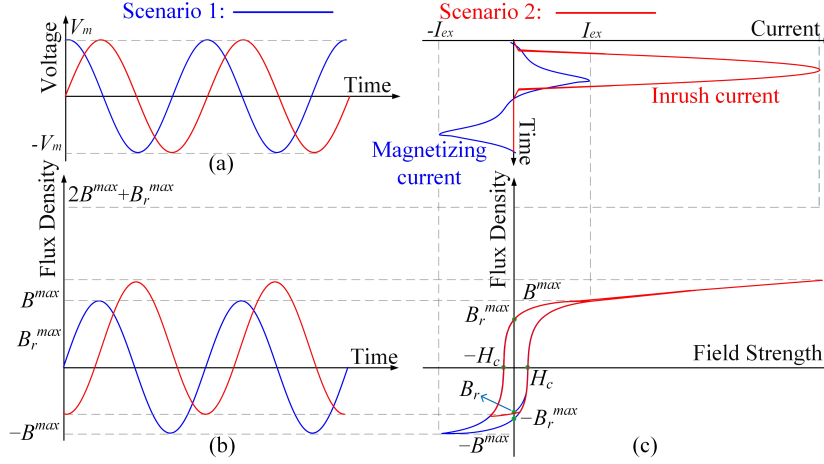 Scenario 1:
Scenario 2:
Voltage
V_m
0
-V_m
Time
(a)
-I_ex
I_ex
Current
Inrush current
Magnetizing
current
Time
Flux Density
2B^max+B_r^max
B^max
B_r^max
−B^max
Time
(b)
Flux Density
B^max
B_r^max
−H_c
H_c
Field Strength
B_r
−B_r^max
−B^max
(c)